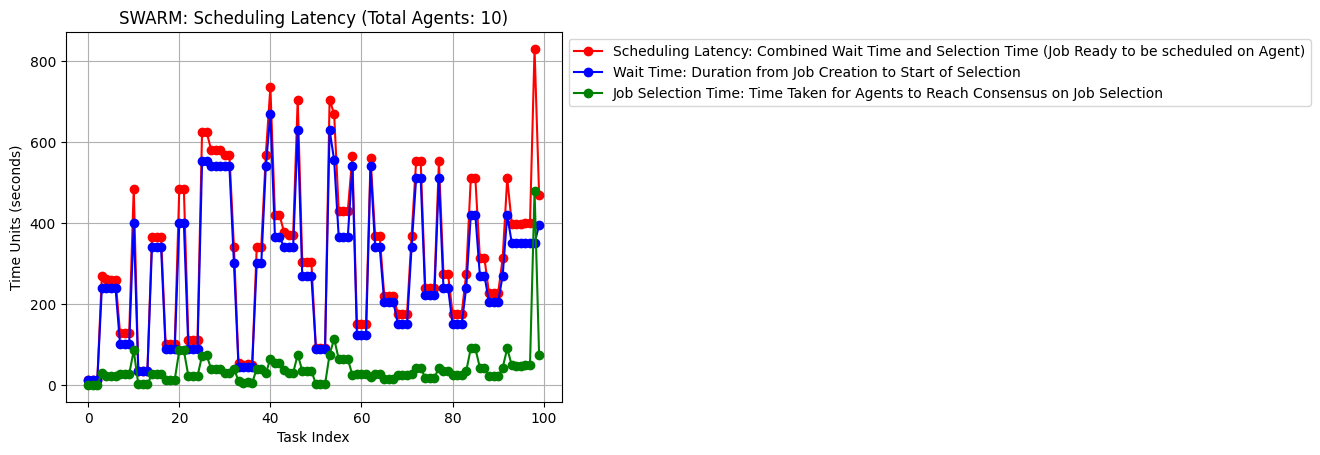 SWARM: Scheduling Latency (Total Agents: 10)
Scheduling Latency: Combined Wait Time and Selection Time (Job Ready to be scheduled on Agent)
Wait Time: Duration from Job Creation to Start of Selection
Job Selection Time: Time Taken for Agents to Reach Consensus on Job Selection
Time Units (seconds)
800
600
400
200
0
0 20 40 60 80 100
Task Index